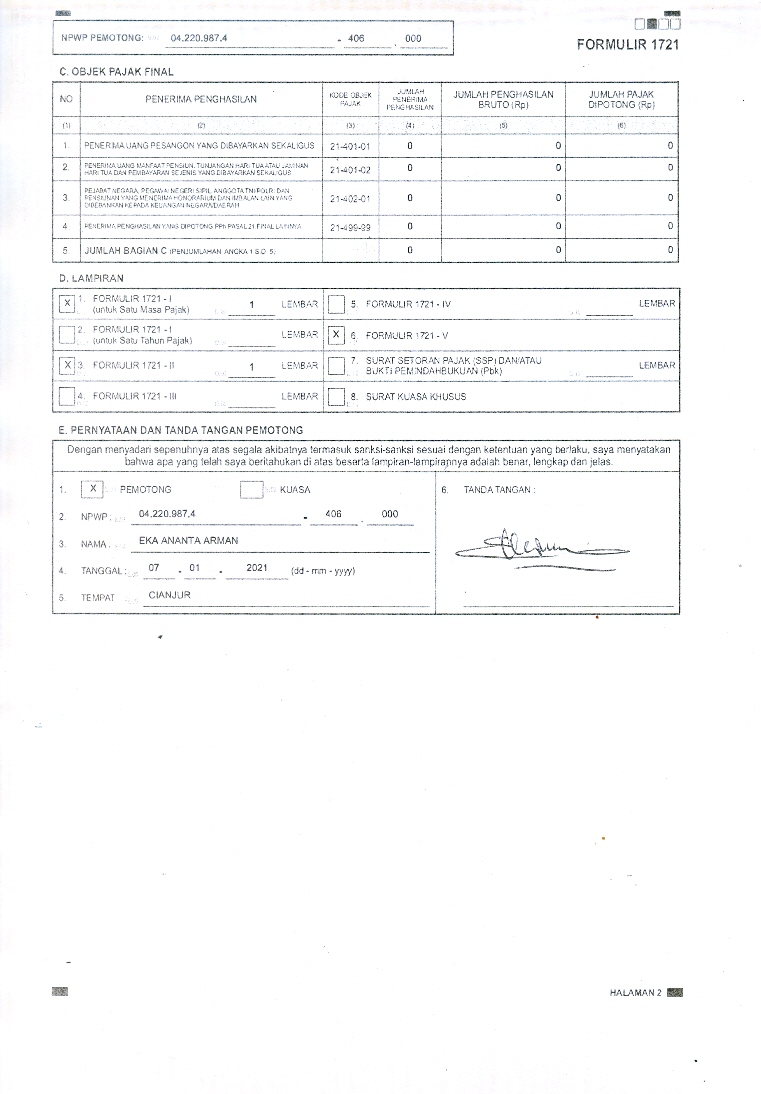 NPWP PEMOTONG: 04.220.987.4 - 406 . 000
FORMULIR 1721
C. OBJEK PAJAK FINAL
NO PENERIMA PENGHASILAN KODE OBJEK PAJAK JUMLAH PENERIMA PENGHASILAN JUMLAH PENGHASILAN BRUTO (Rp) JUMLAH PAJAK DIPOTONG (Rp)
(1) (2) (3) (4) (5) (6)
1. PENERIMA UANG PESANGON YANG DIBAYARKAN SEKALIGUS 21-401-01 0 0 0
2. PENERIMA UANG MANFAAT PENSIUN, TUNJANGAN HARI TUA ATAU JAMINAN
HARI TUA DAN PEMBAYARAN SEJENIS YANG DIBAYARKAN SEKALIGUS 21-401-02 0 0 0
3. PEJABAT NEGARA, PEGAWAI NEGERI SIPIL, ANGGOTA TNI/POLRI DAN
PENSIUNAN YANG MENERIMA HONORARIUM DAN IMBALAN LAIN YANG
DIBEBANKAN KEPADA KEUANGAN NEGARA/DAERAH 21-402-01 0 0 0
4 PENERIMA PENGHASILAN YANG DIPOTONG PPh PASAL 21 FINAL LAINNYA 21-499-99 0 0 0
5 JUMLAH BAGIAN C (PENJUMLAHAN ANGKA 1 S.D. 5) 0 0 0
D. LAMPIRAN
X 1. FORMULIR 1721 - I
(untuk Satu Masa Pajak) 1 LEMBAR
5. FORMULIR 1721 - IV LEMBAR
2. FORMULIR 1721 - I
(untuk Satu Tahun Pajak) LEMBAR
X 6. FORMULIR 1721 - V
X 3. FORMULIR 1721 - II 1 LEMBAR
7. SURAT SETORAN PAJAK (SSP) DAN/ATAU
BUKTI PEMINDAHBUKUAN (Pbk) LEMBAR
4. FORMULIR 1721 - III LEMBAR
8. SURAT KUASA KHUSUS
E. PERNYATAAN DAN TANDA TANGAN PEMOTONG
Dengan menyadari sepenuhnya atas segala akibatnya termasuk sanksi-sanksi sesuai dengan ketentuan yang berlaku, saya menyatakan
bahwa apa yang telah saya beritahukan di atas beserta lampiran-lampirannya adalah benar, lengkap dan jelas.
1. X PEMOTONG KUASA
2. NPWP : 04.220.987.4 - 406 . 000
3. NAMA : EKA ANANTA ARMAN
4. TANGGAL : 07 - 01 - 2021 (dd - mm - yyyy)
5. TEMPAT CIANJUR
6. TANDA TANGAN :
HALAMAN 2